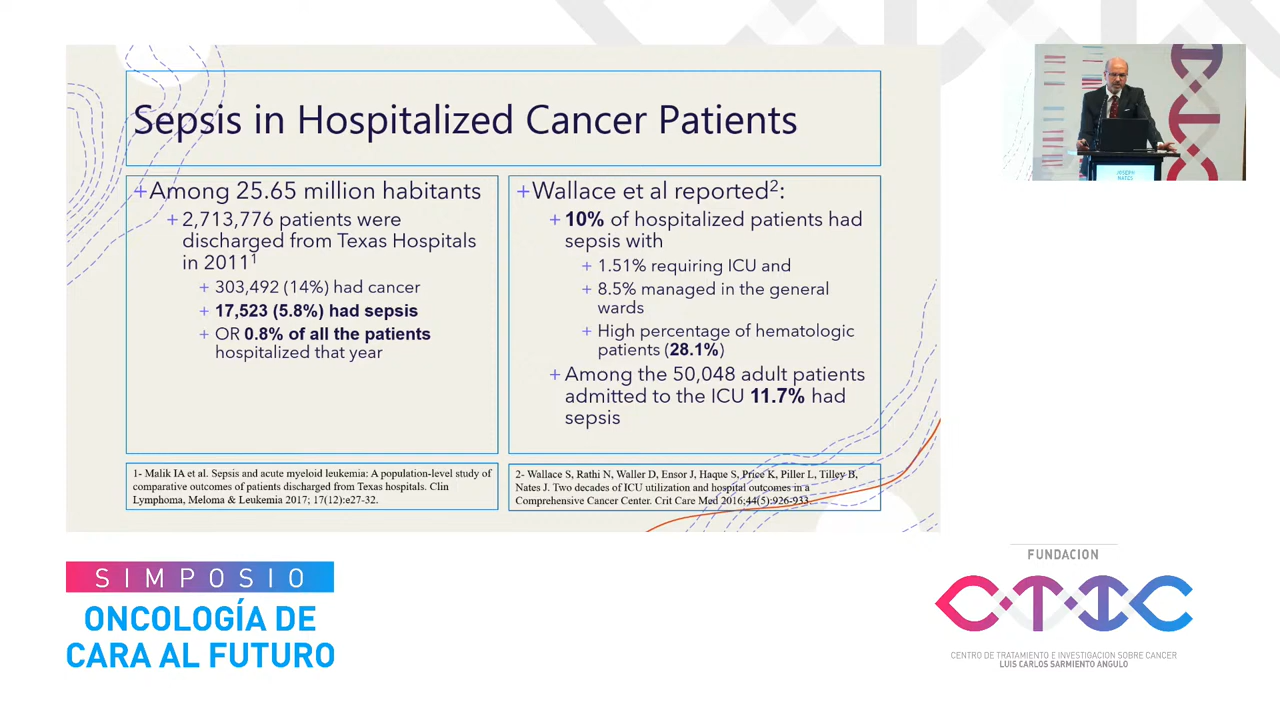 Sepsis in Hospitalized Cancer Patients
+Among 25.65 million habitants
+ 2,713,776 patients were
discharged from Texas Hospitals
in 2011¹
+ 303,492 (14%) had cancer
+ 17,523 (5.8%) had sepsis
+ OR 0.8% of all the patients
hospitalized that year
1- Malik IA et al. Sepsis and acute myeloid leukemia: A population-level study of
comparative outcomes of patients discharged from Texas hospitals. Clin
Lymphoma, Meloma & Leukemia 2017; 17(12):e27-32.
+Wallace et al reported²:
+ 10% of hospitalized patients had
sepsis with
+ 1.51% requiring ICU and
+ 8.5% managed in the general
wards
+ High percentage of hematologic
patients (28.1%)
+ Among the 50,048 adult patients
admitted to the ICU 11.7% had
sepsis
2- Wallace S, Rathi N, Waller D, Ensor J, Haque S, Price K, Piller L, Tilley B,
Nates J. Two decades of ICU utilization and hospital outcomes in a
Comprehensive Cancer Center. Crit Care Med 2016;44(5):926-933.
JOSEPH
NATES
SIMPOSIO
ONCOLOGÍA DE
CARA AL FUTURO
FUNDACION
CTIC
CENTRO DE TRATAMIENTO E INVESTIGACION SOBRE CANCER
LUIS CARLOS SARMIENTO ANGULO